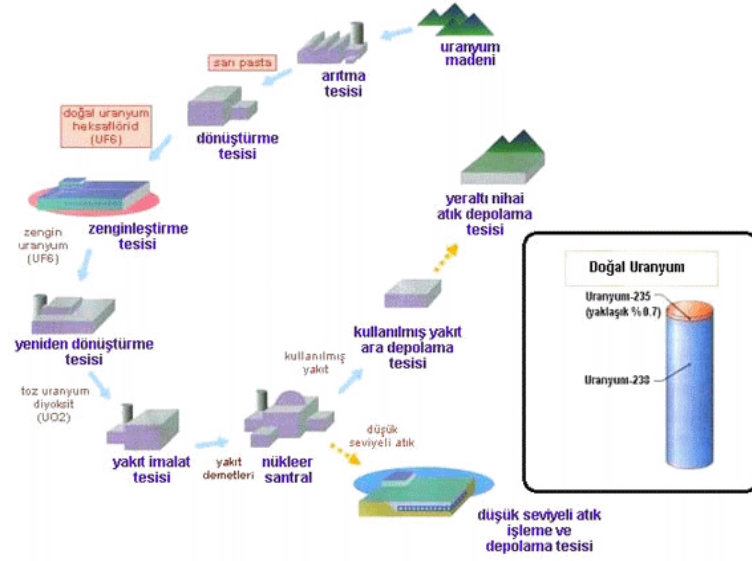 uranyum
madeni
arıtma
tesisi
sarı pasta
dönüştürme
tesisi
doğal uranyum
heksaflörid
(UF6)
zenginleştirme
tesisi
zengin
uranyum
(UF6)
yeniden dönüştürme
tesisi
toz uranyum
diyoksit
(UO2)
yakıt imalat
tesisi
yakıt
demetleri
nükleer
santral
kullanılmış
yakıt
kullanılmış yakıt
ara depolama
tesisi
yeraltı nihai
atık depolama
tesisi
düşük
seviyeli atık
düşük seviyeli atık
işleme ve
depolama tesisi
Doğal Uranyum
Uranyum-235
(yaklaşık % 0.7)
Uranyum-238